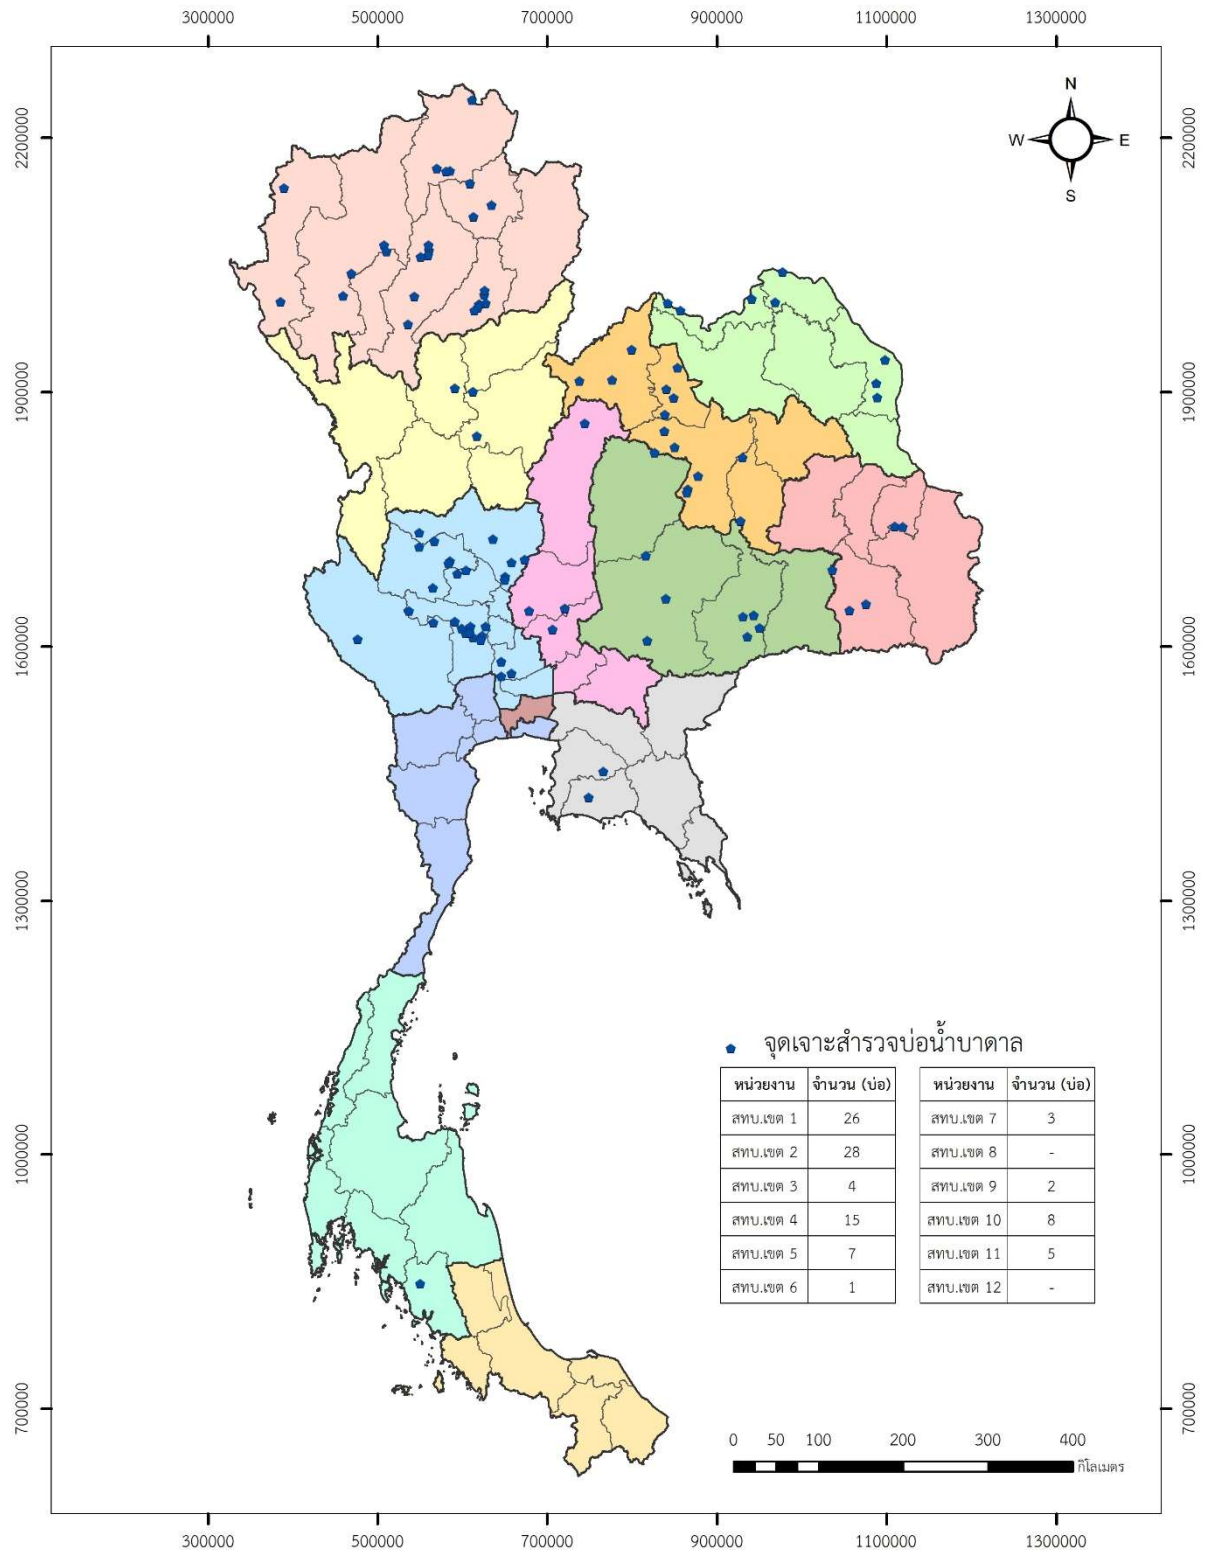 300000 500000 700000 900000 1100000 1300000
N
W E
S
2200000 2200000
1900000 1900000
1600000 1600000
1300000 1300000
จุดเจาะสำรวจบ่อน้ำบาดาล
หน่วยงาน จำนวน (บ่อ) หน่วยงาน จำนวน (บ่อ)
สทบ.เขต 1 26 สทบ.เขต 7 3
สทบ.เขต 2 28 สทบ.เขต 8 -
1000000 1000000
สทบ.เขต 3 4 สทบ.เขต 9 2
สทบ.เขต 4 15 สทบ.เขต 10 8
สทบ.เขต 5 7 สทบ.เขต 11 5
สทบ.เขต 6 1 สทบ.เขต 12 -
700000 700000
0 50 100 200 300 400
กิโลเมตร
300000 500000 700000 900000 1100000 1300000